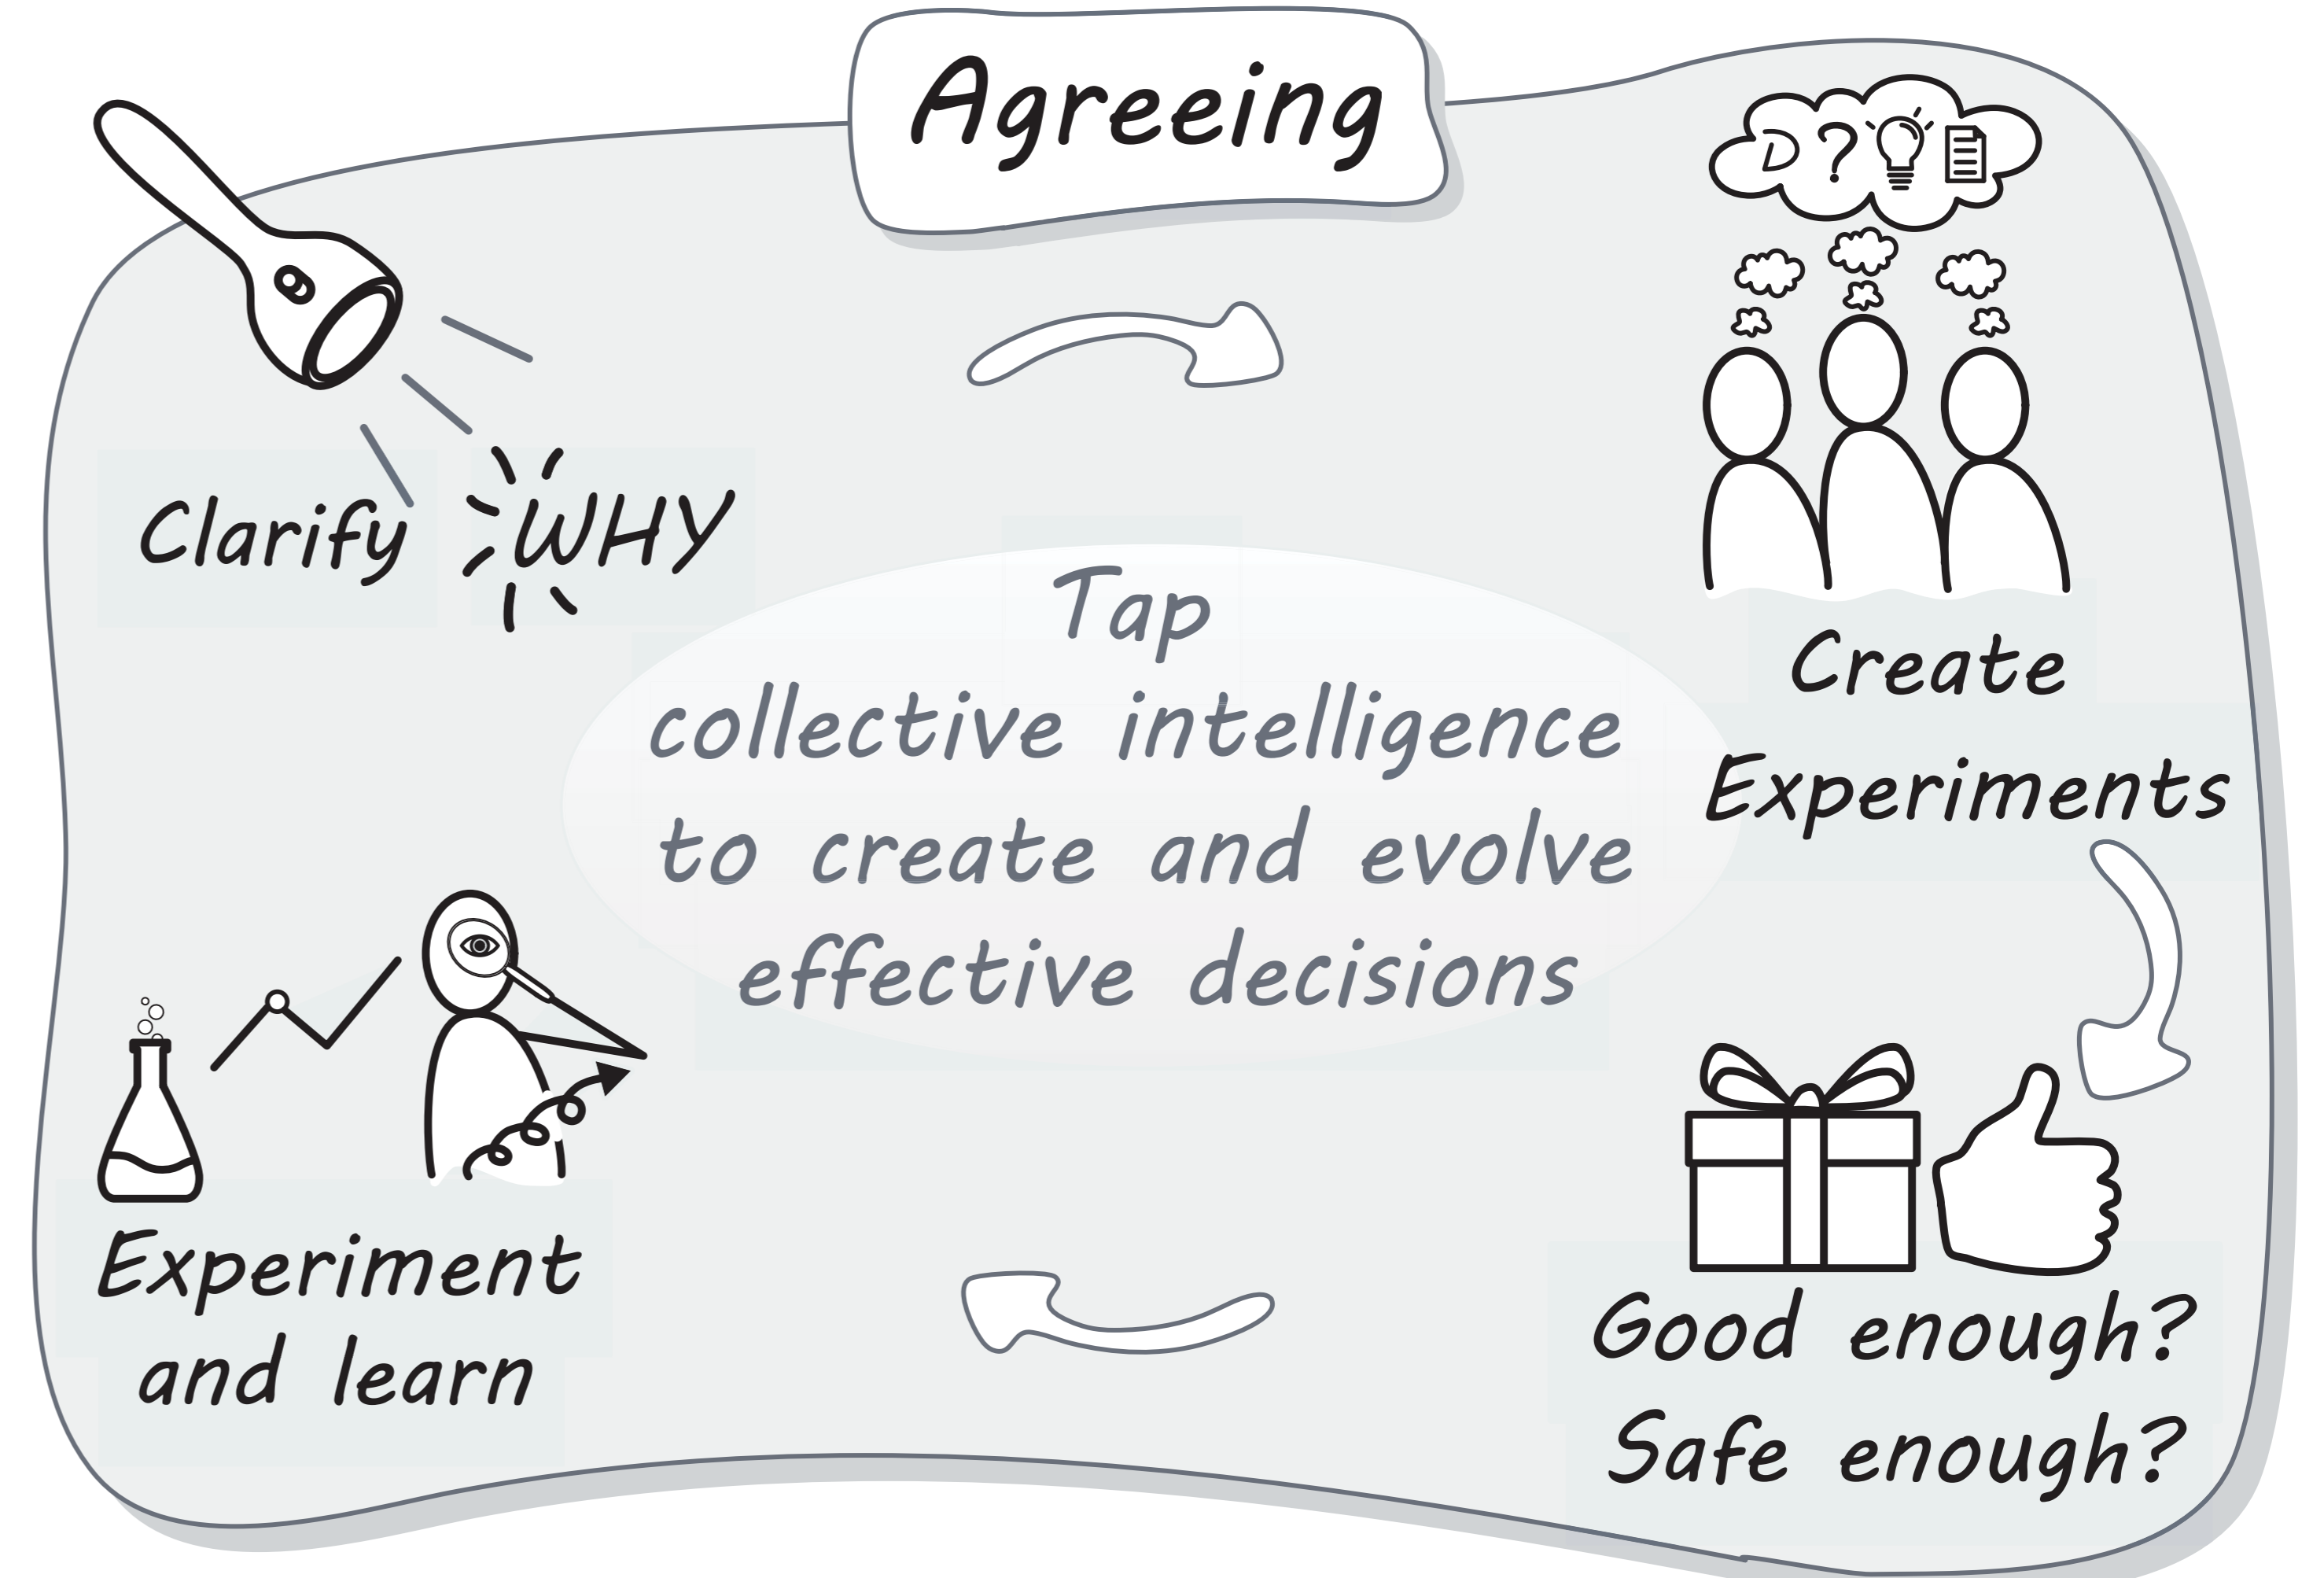 Agreeing
Clarify WHY
?
Create
Experiments
Tap
collective intelligence
to create and evolve
effective decisions
Good enough?
Safe enough?
Experiment
and learn